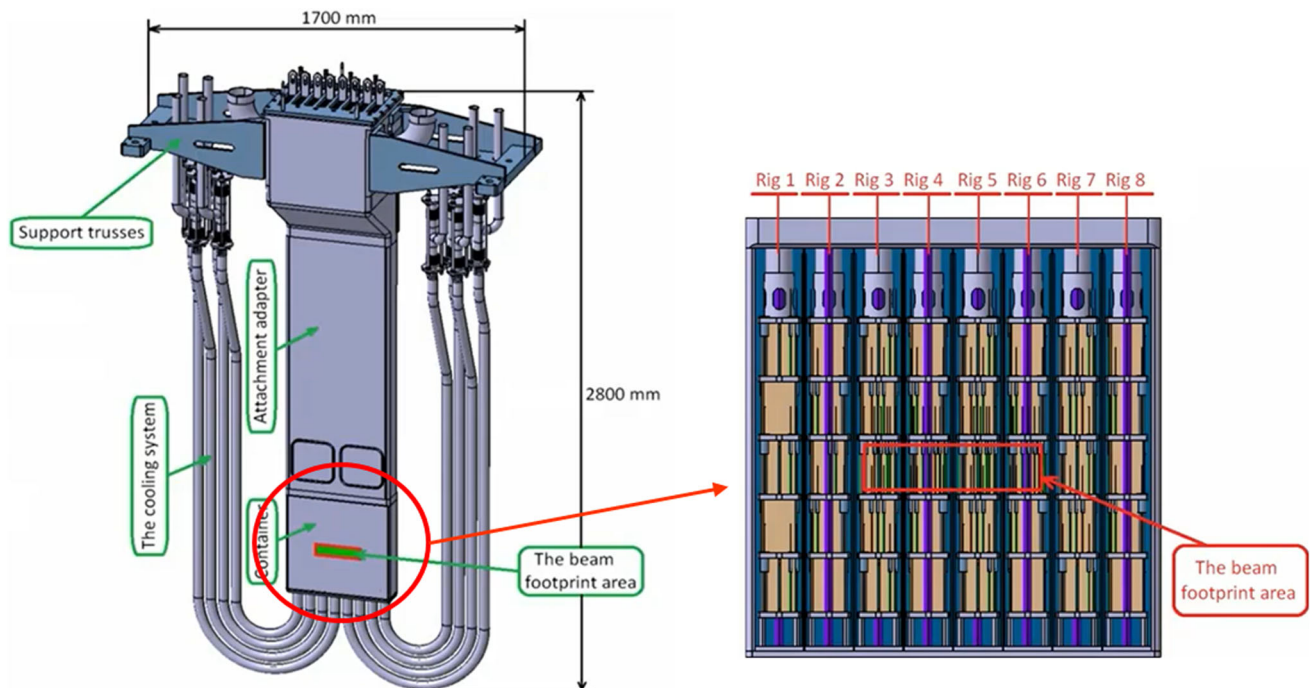 1700 mm
Support trusses
Attachment adapter
The cooling system
2800 mm
Container
The beam
footprint area
Rig 1 Rig 2 Rig 3 Rig 4 Rig 5 Rig 6 Rig 7 Rig 8
The beam
footprint area